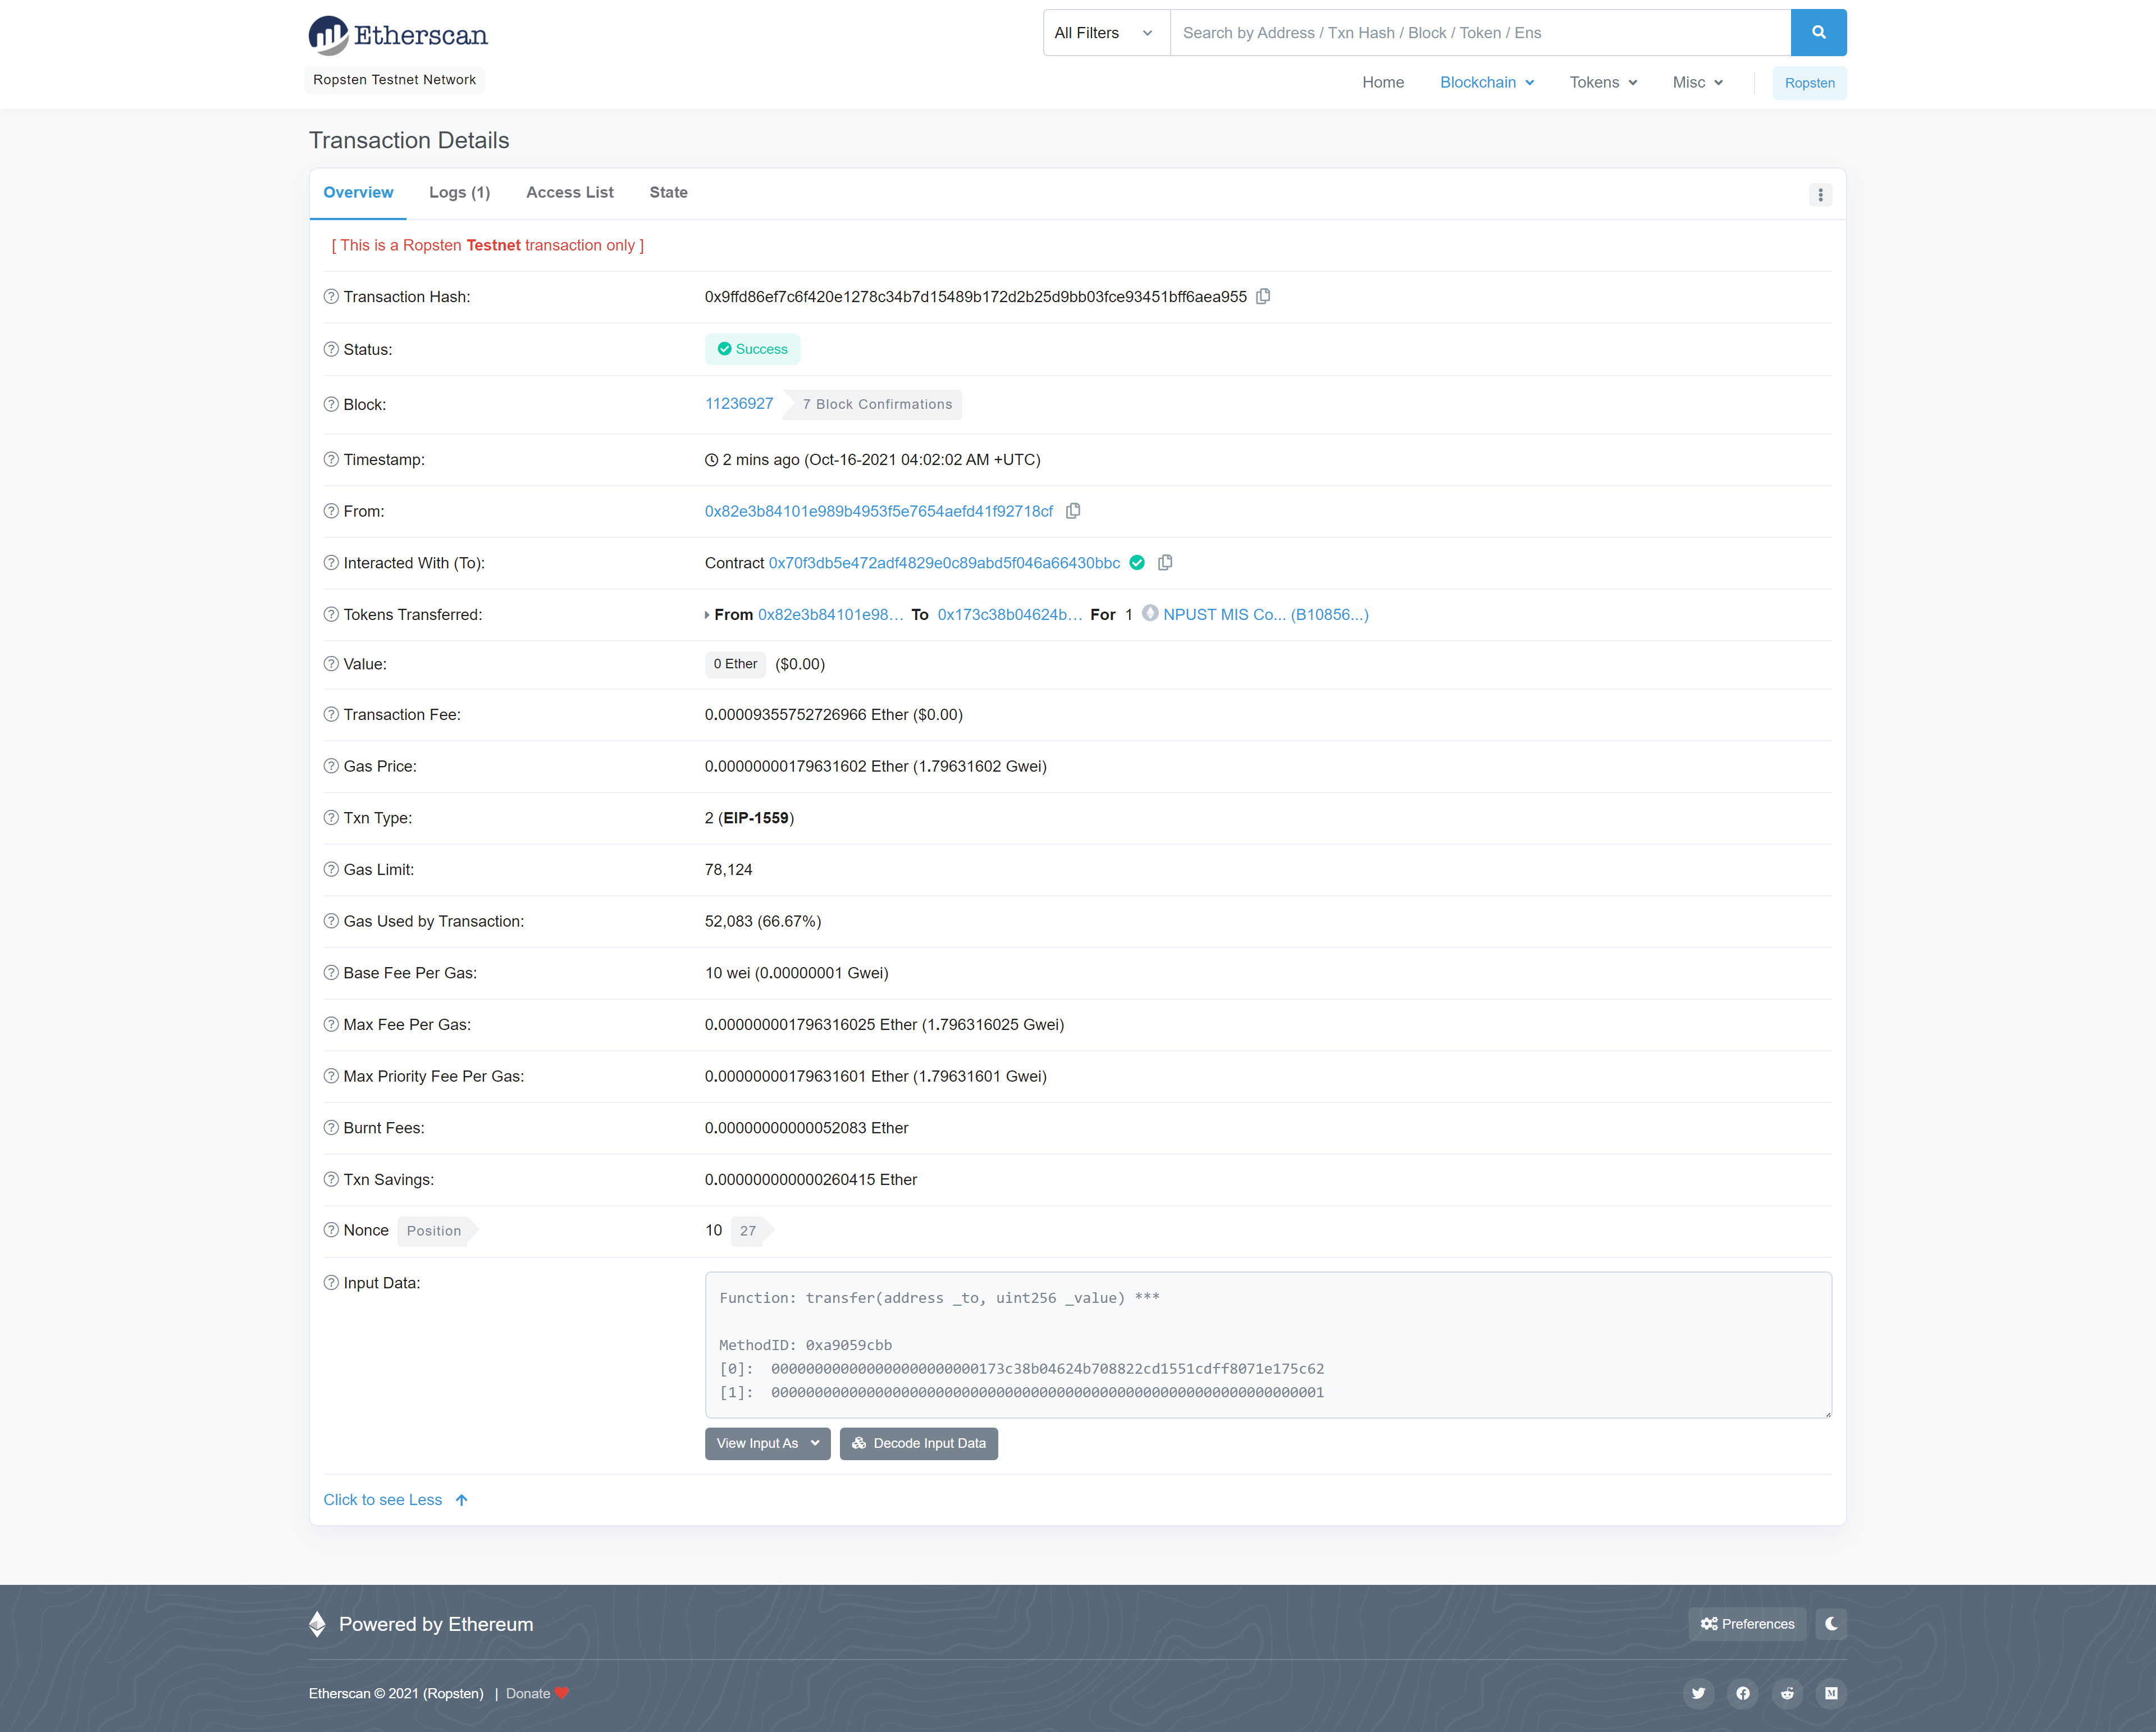 Etherscan
All Filters
Search by Address / Txn Hash / Block / Token / Ens
Ropsten Testnet Network
Home Blockchain Tokens Misc Ropsten
Transaction Details
Overview Logs (1) Access List State
[ This is a Ropsten Testnet transaction only ]
Transaction Hash: 0x9ffd86ef7c6f420e1278c34b7d15489b172d2b25d9bb03fce93451bff6aea955
Status: Success
Block: 11236927 7 Block Confirmations
Timestamp: 2 mins ago (Oct-16-2021 04:02:02 AM +UTC)
From: 0x82e3b84101e989b4953f5e7654aefd41f92718cf
Interacted With (To): Contract 0x70f3db5e472adf4829e0c89abd5f046a66430bbc
Tokens Transferred: From 0x82e3b84101e98... To 0x173c38b04624b... For 1 NPUST MIS Co... (B10856...)
Value: 0 Ether ($0.00)
Transaction Fee: 0.00009355752726966 Ether ($0.00)
Gas Price: 0.00000000179631602 Ether (1.79631602 Gwei)
Txn Type: 2 (EIP-1559)
Gas Limit: 78,124
Gas Used by Transaction: 52,083 (66.67%)
Base Fee Per Gas: 10 wei (0.00000001 Gwei)
Max Fee Per Gas: 0.000000001796316025 Ether (1.796316025 Gwei)
Max Priority Fee Per Gas: 0.00000000179631601 Ether (1.79631601 Gwei)
Burnt Fees: 0.00000000000052083 Ether
Txn Savings: 0.000000000000260415 Ether
Nonce Position 10 27
Input Data:
Function: transfer(address _to, uint256 _value) ***
MethodID: 0xa9059cbb
[0]: 000000000000000000000000173c38b04624b708822cd1551cdff8071e175c62
[1]: 0000000000000000000000000000000000000000000000000000000000000001
View Input As Decode Input Data
Click to see Less
Powered by Ethereum
Preferences
Etherscan © 2021 (Ropsten) | Donate